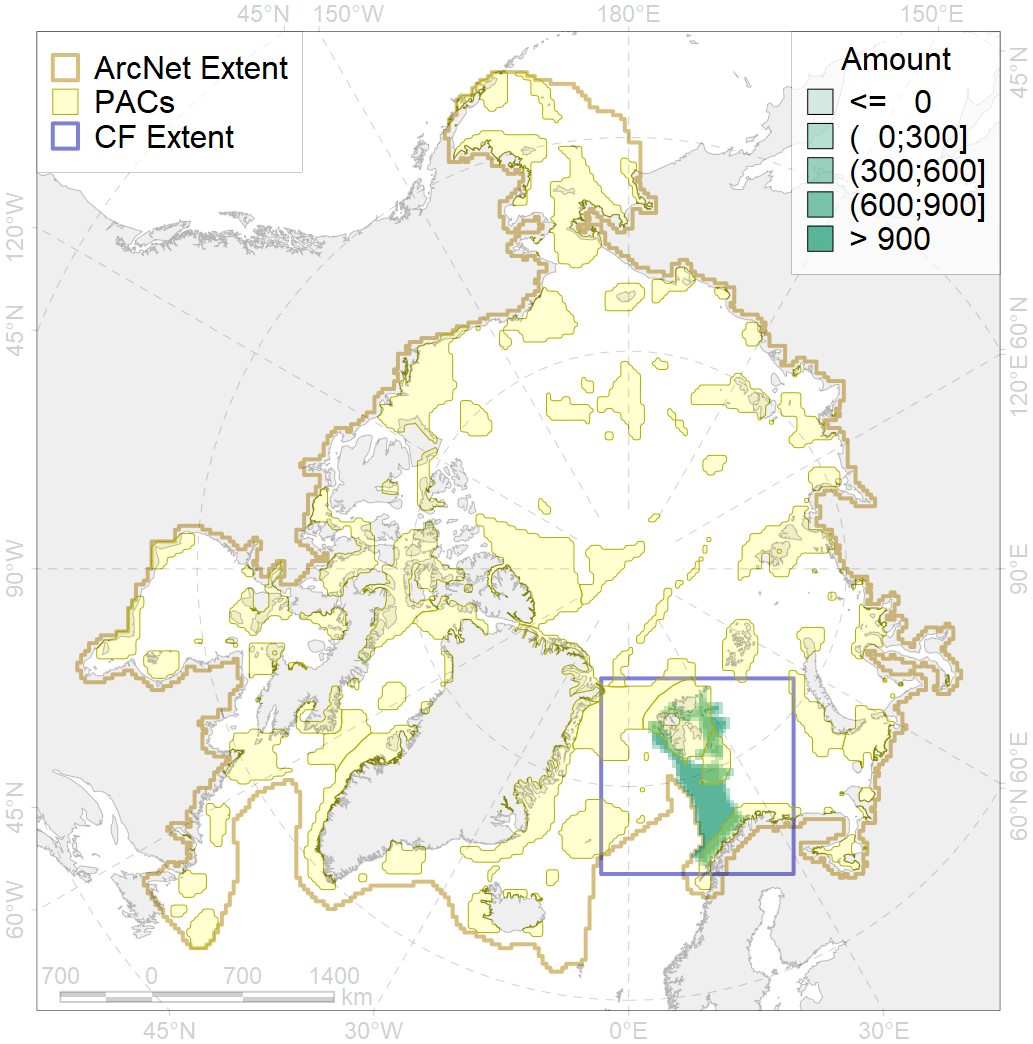 45°N 150°W 180°E 150°E
ArcNet Extent
PACs
CF Extent
Amount
<= 0
( 0;300]
(300;600]
(600;900]
> 900
45°N
120°W
45°N
90°W
45°N
60°W
60°N
120°E
90°E
60°E
60°N
700 0 700 1400
km
45°N 30°W 0°E 30°E